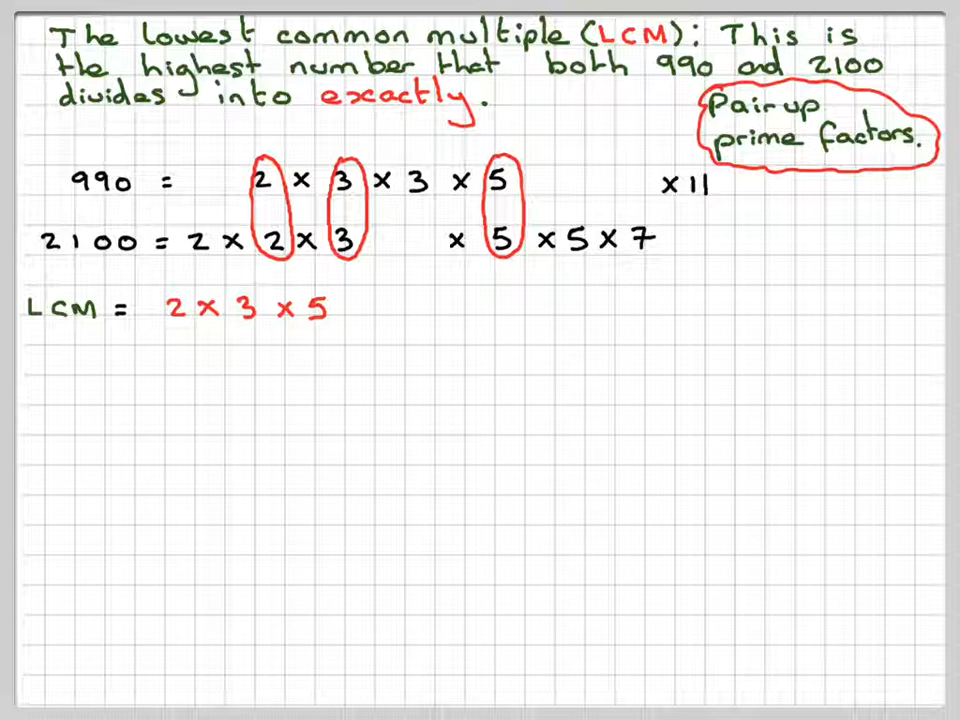 The lowest common multiple (LCM): This is
the highest number that both 990 and 2100
divides into exactly.
Pair up
prime factors.
990 = 2 × 3 × 3 × 5 × 11
2100 = 2 × 2 × 3 × 5 × 5 × 7
LCM = 2 × 3 × 5